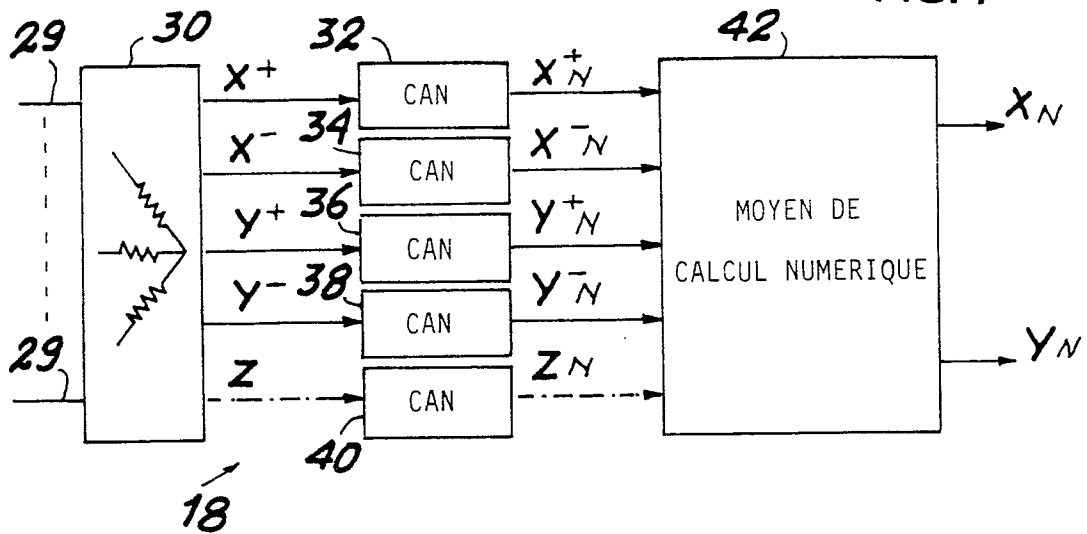 29 30 32 42
X+ CAN X+N XN
34
X- CAN X-N
36
Y+ CAN Y+N MOYEN DE
CALCUL NUMERIQUE
38
Y- CAN Y-N YN
29 Z CAN ZN
40
18